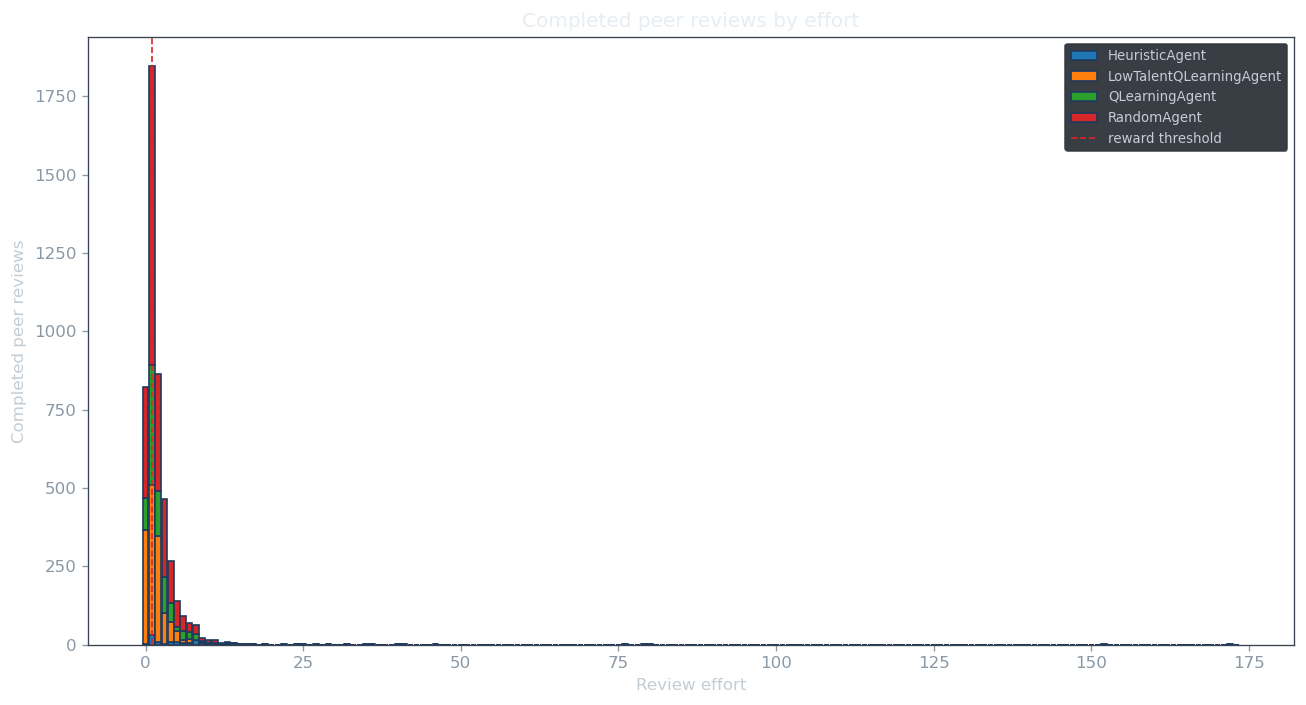 Completed peer reviews by effort
HeuristicAgent
LowTalentQLearningAgent
QLearningAgent
RandomAgent
reward threshold
Completed peer reviews
1750
1500
1250
1000
750
500
250
0
0 25 50 75 100 125 150 175
Review effort